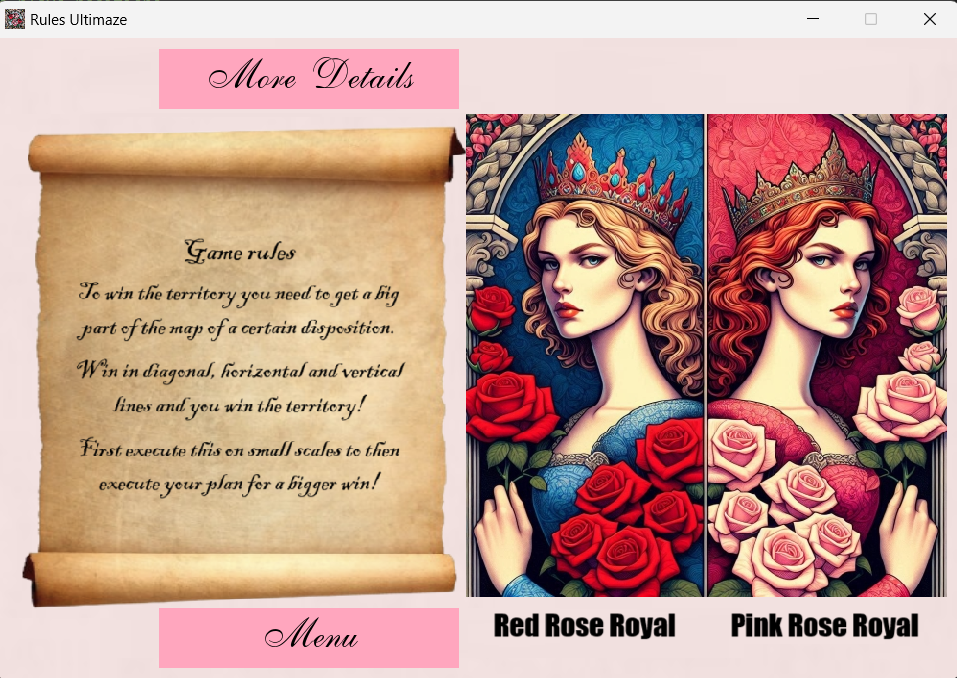 Rules Ultimaze
More Details
Game rules
To win the territory you need to get a big
part of the map of a certain disposition.
Win in diagonal, horizontal and vertical
lines and you win the territory!
First execute this on small scales to then
execute your plan for a bigger win!
Menu
Red Rose Royal
Pink Rose Royal